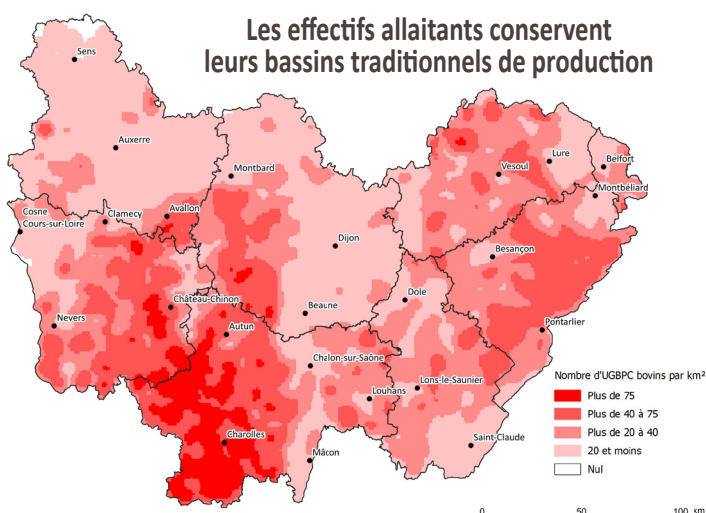 Les effectifs allaitants conservent
leurs bassins traditionnels de production
Sens
Auxerre
Montbard
Vesoul
Lure
Belfort
Montbéliard
Cosne
Cours-sur-Loire
Clamecy
Avallon
Dijon
Besançon
Château-Chinon
Beaune
Dole
Nevers
Autun
Pontarlier
Chalon-sur-Saône
Louhans
Lons-le-Saunier
Charolles
Mâcon
Saint-Claude
Nombre d'UGBPC bovins par km²
Plus de 75
Plus de 40 à 75
Plus de 20 à 40
20 et moins
Nul
0 50 100 km